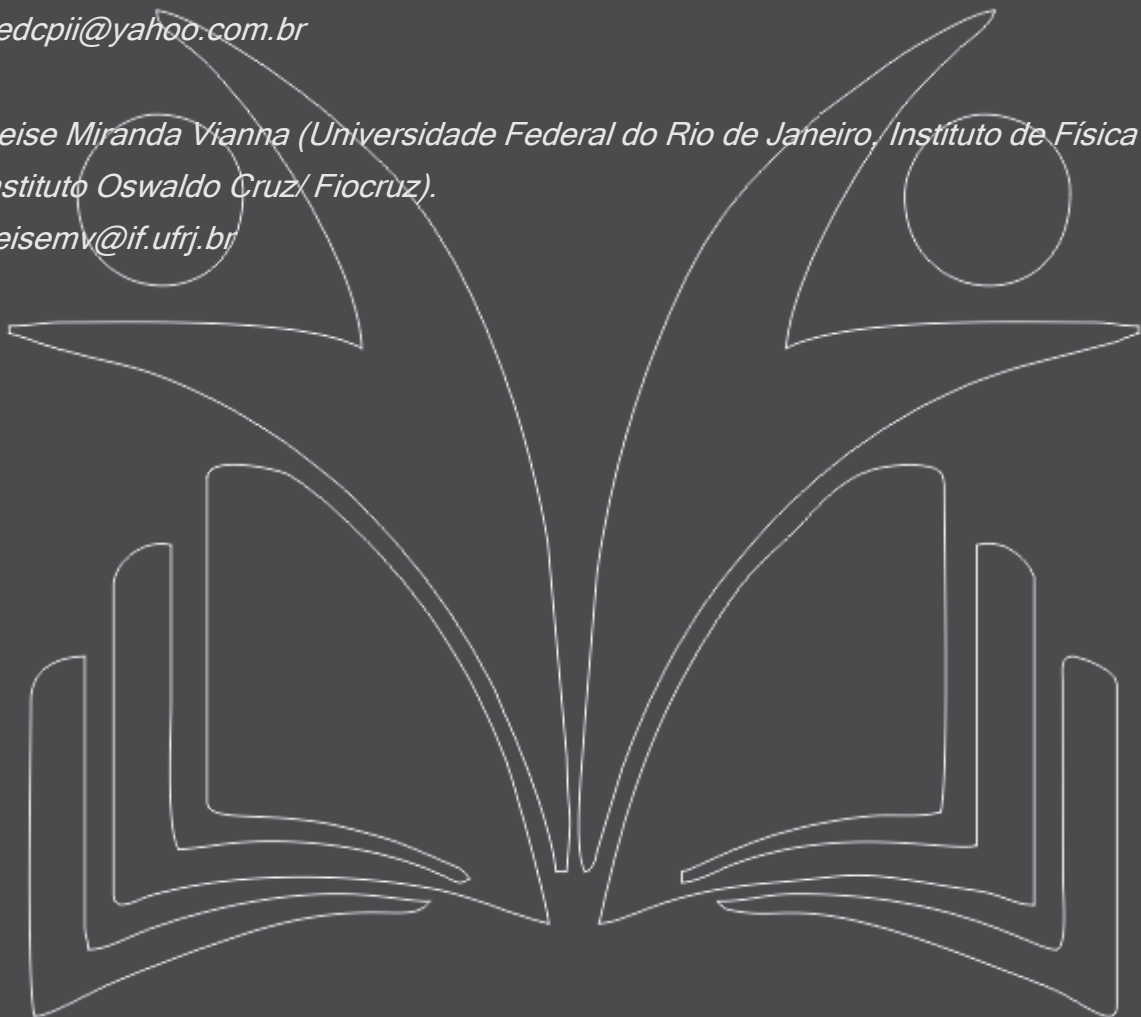 edcpii@yahoo.com.br
eise Miranda Vianna (Universidade Federal do Rio de Janeiro, Instituto de Física
stituto Oswaldo Cruz/ Fiocruz).
eisemv@if.ufrj.br